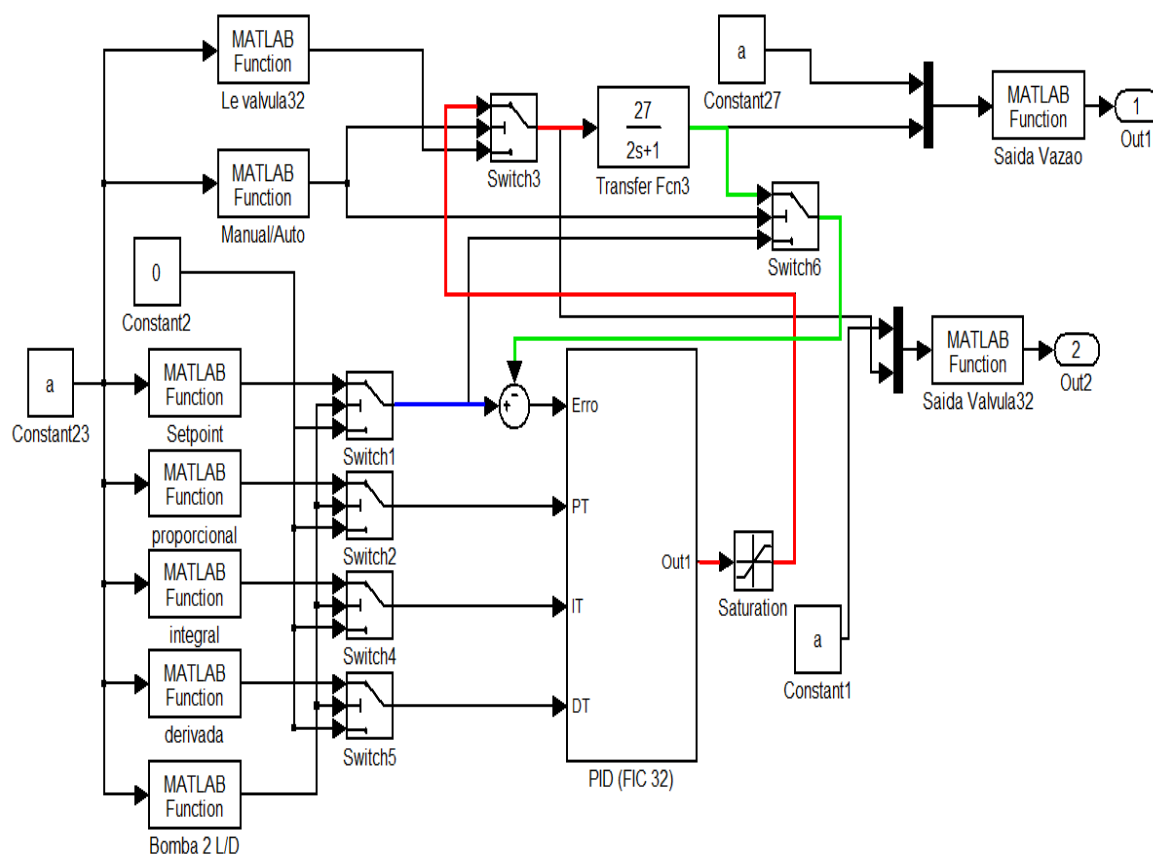 MATLAB
Function
Le valvula32
MATLAB
Function
Manual/Auto
0
Constant2
a
Constant23
MATLAB
Function
Setpoint
MATLAB
Function
proporcional
MATLAB
Function
integral
MATLAB
Function
derivada
MATLAB
Function
Bomba 2 L/D
Switch1
Switch2
Switch4
Switch5
Switch3
27
2s+1
Transfer Fcn3
a
Constant27
MATLAB
Function
Saida Vazao
1
Out1
Switch6
+
-
Erro
PT
IT
DT
Out1
PID (FIC 32)
Saturation
a
Constant1
MATLAB
Function
Saida Valvula32
2
Out2